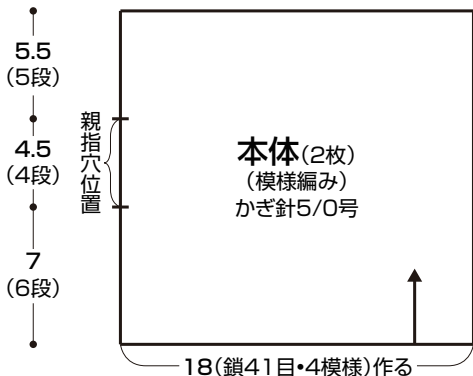 5.5
(5段)
4.5
(4段)
7
(6段)
親指穴位置
本体(2枚)
(模様編み)
かぎ針5/0号
18(鎖41目・4模様)作る